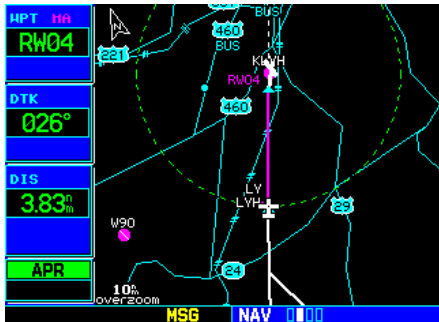 WPT MA
RW04
DTK
026°
DIS
3.83nm
APR
N
221
460
BUS
BUS
KLYH
RW04
460
LY
LYH
29
W90
24
10nm
overzoom
MSG NAV